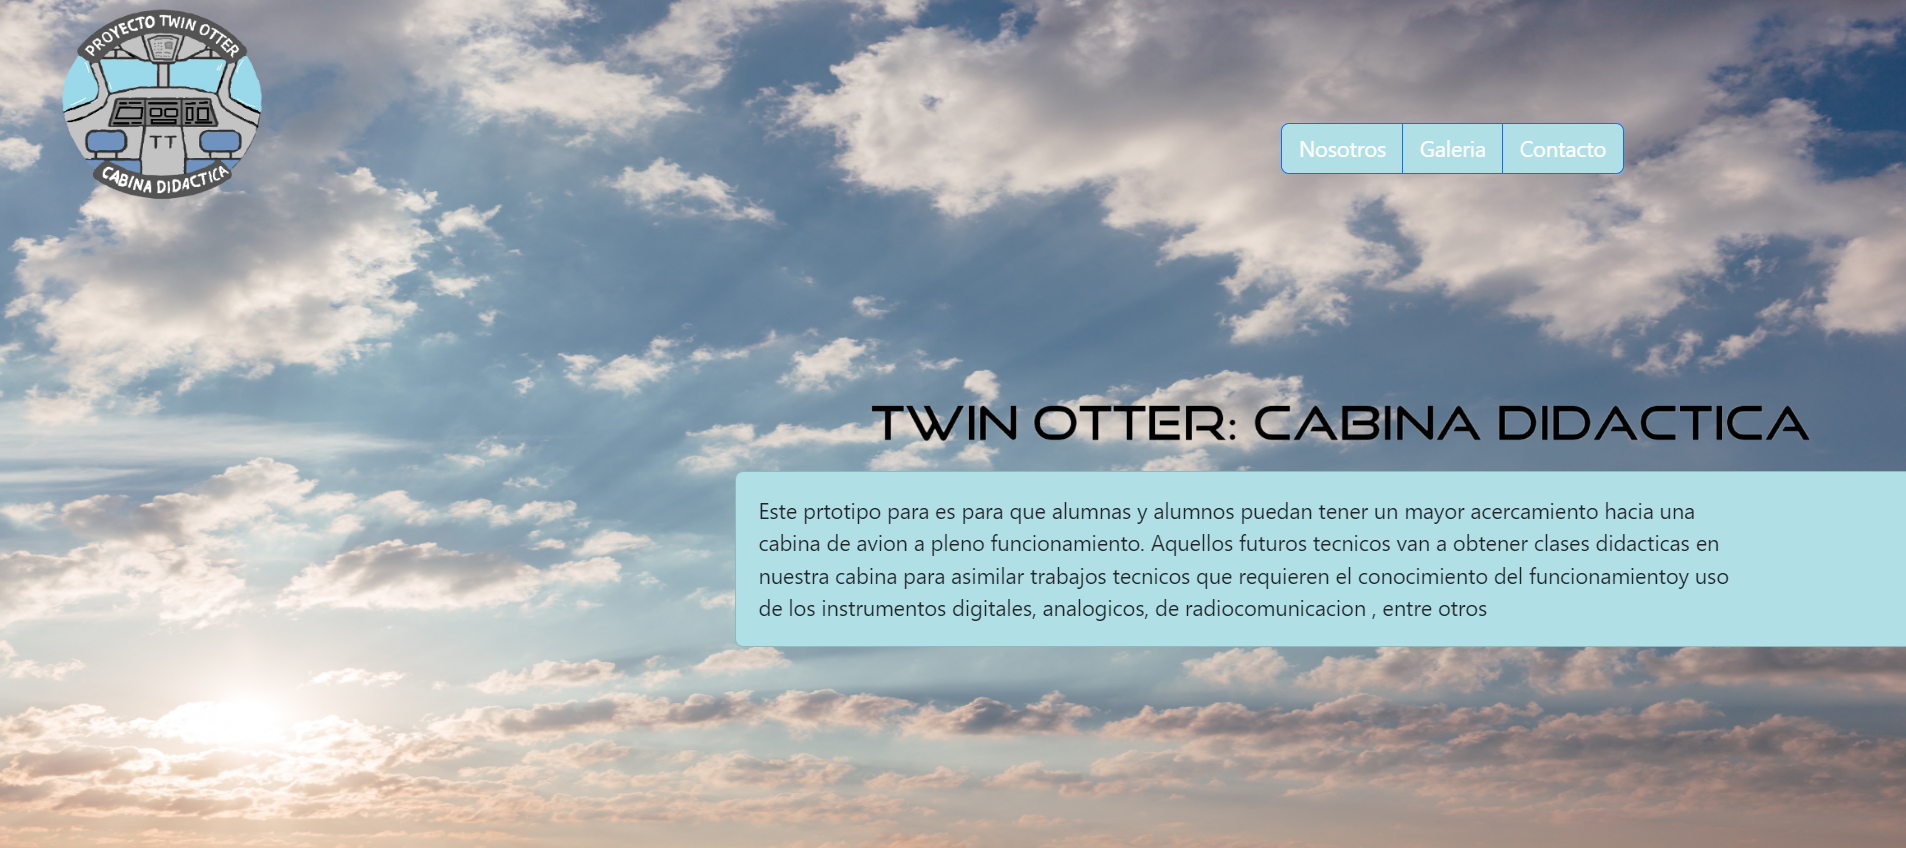 PROYECTO TWIN OTTER
TT
CABINA DIDACTICA
Nosotros Galeria Contacto
TWIN OTTER: CABINA DIDACTICA
Este prtotipo para es para que alumnas y alumnos puedan tener un mayor acercamiento hacia una
cabina de avion a pleno funcionamiento. Aquellos futuros tecnicos van a obtener clases didacticas en
nuestra cabina para asimilar trabajos tecnicos que requieren el conocimiento del funcionamientoy uso
de los instrumentos digitales, analogicos, de radiocomunicacion , entre otros